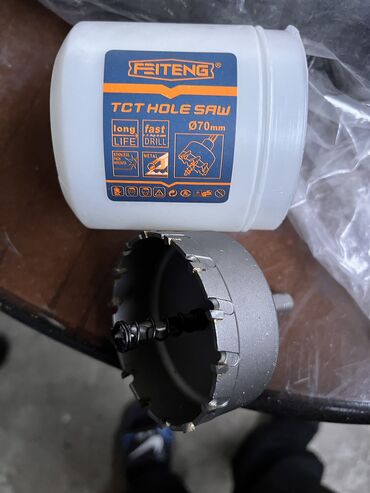 FEITENG®
TCT HOLE SAW
long LIFE
fast DRILL
Ø70mm
METAL